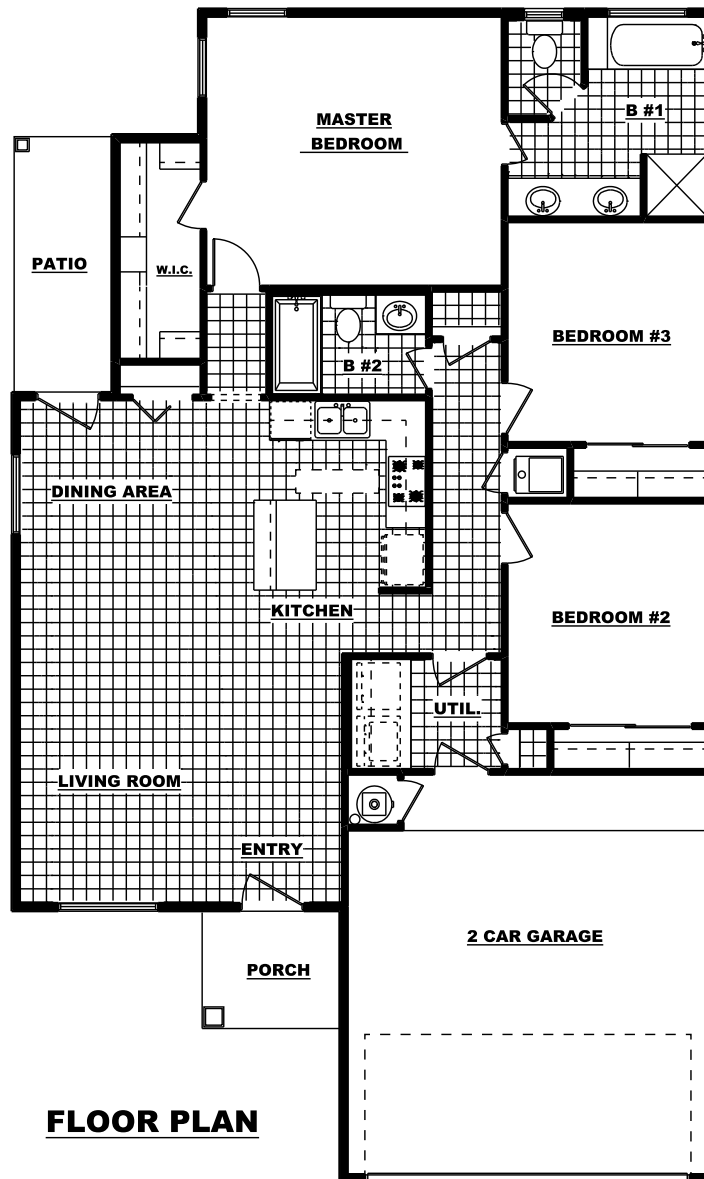 MASTER
BEDROOM
B #1
PATIO
W.I.C.
BEDROOM #3
B #2
DINING AREA
KITCHEN
BEDROOM #2
UTIL.
LIVING ROOM
ENTRY
2 CAR GARAGE
PORCH
FLOOR PLAN